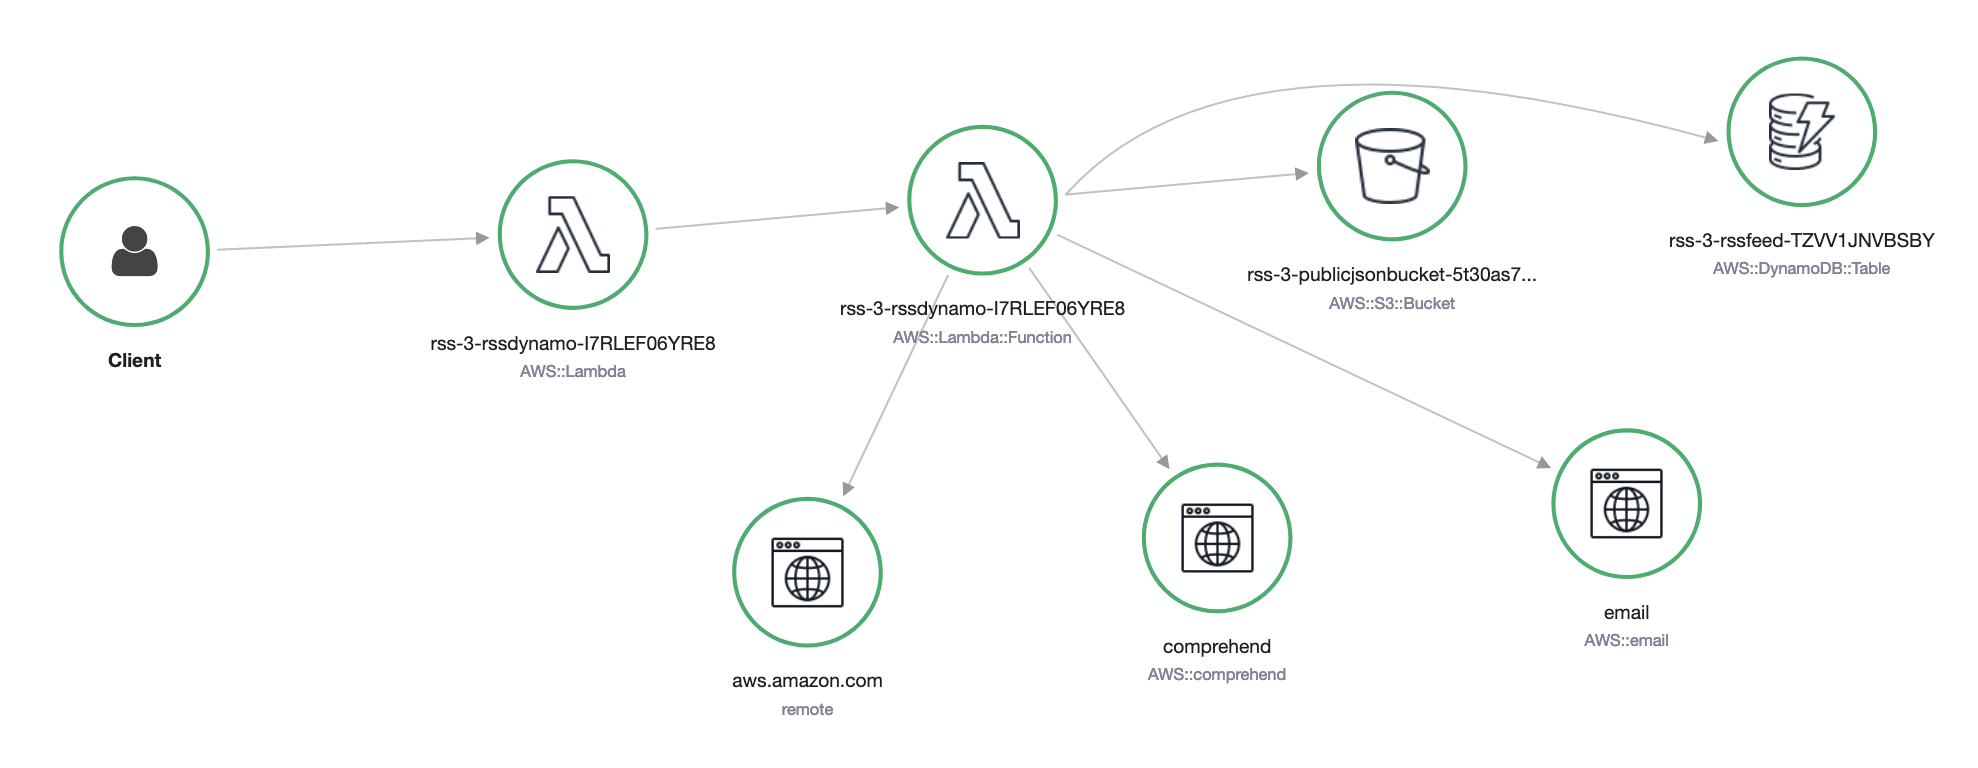 Client
rss-3-rssdynamo-I7RLEF06YRE8
AWS::Lambda
rss-3-rssdynamo-I7RLEF06YRE8
AWS::Lambda::Function
rss-3-publicjsonbucket-5t30as7...
AWS::S3::Bucket
rss-3-rssfeed-TZVV1JNVBSBY
AWS::DynamoDB::Table
aws.amazon.com
remote
comprehend
AWS::comprehend
email
AWS::email